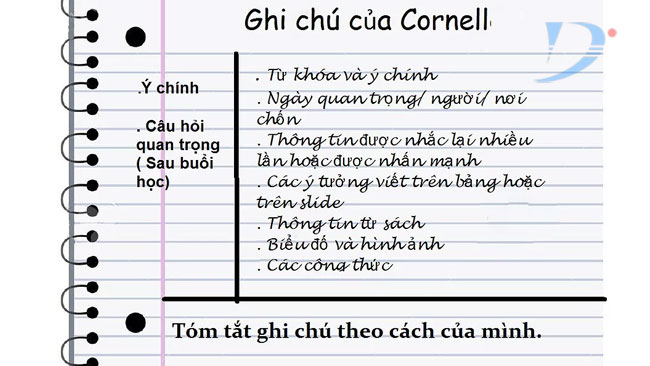 Ghi chú của Cornell
.Ý chính
. Câu hỏi
quan trọng
( Sau buổi
học)
. Từ khóa và ý chính
. Ngày quan trọng/ người/ nơi
chốn
. Thông tin được nhắc lại nhiều
lần hoặc được nhấn mạnh
. Các ý tưởng viết trên bảng hoặc
trên slide
. Thông tin từ sách
. Biểu đồ và hình ảnh
. Các công thức
Tóm tắt ghi chú theo cách của mình.